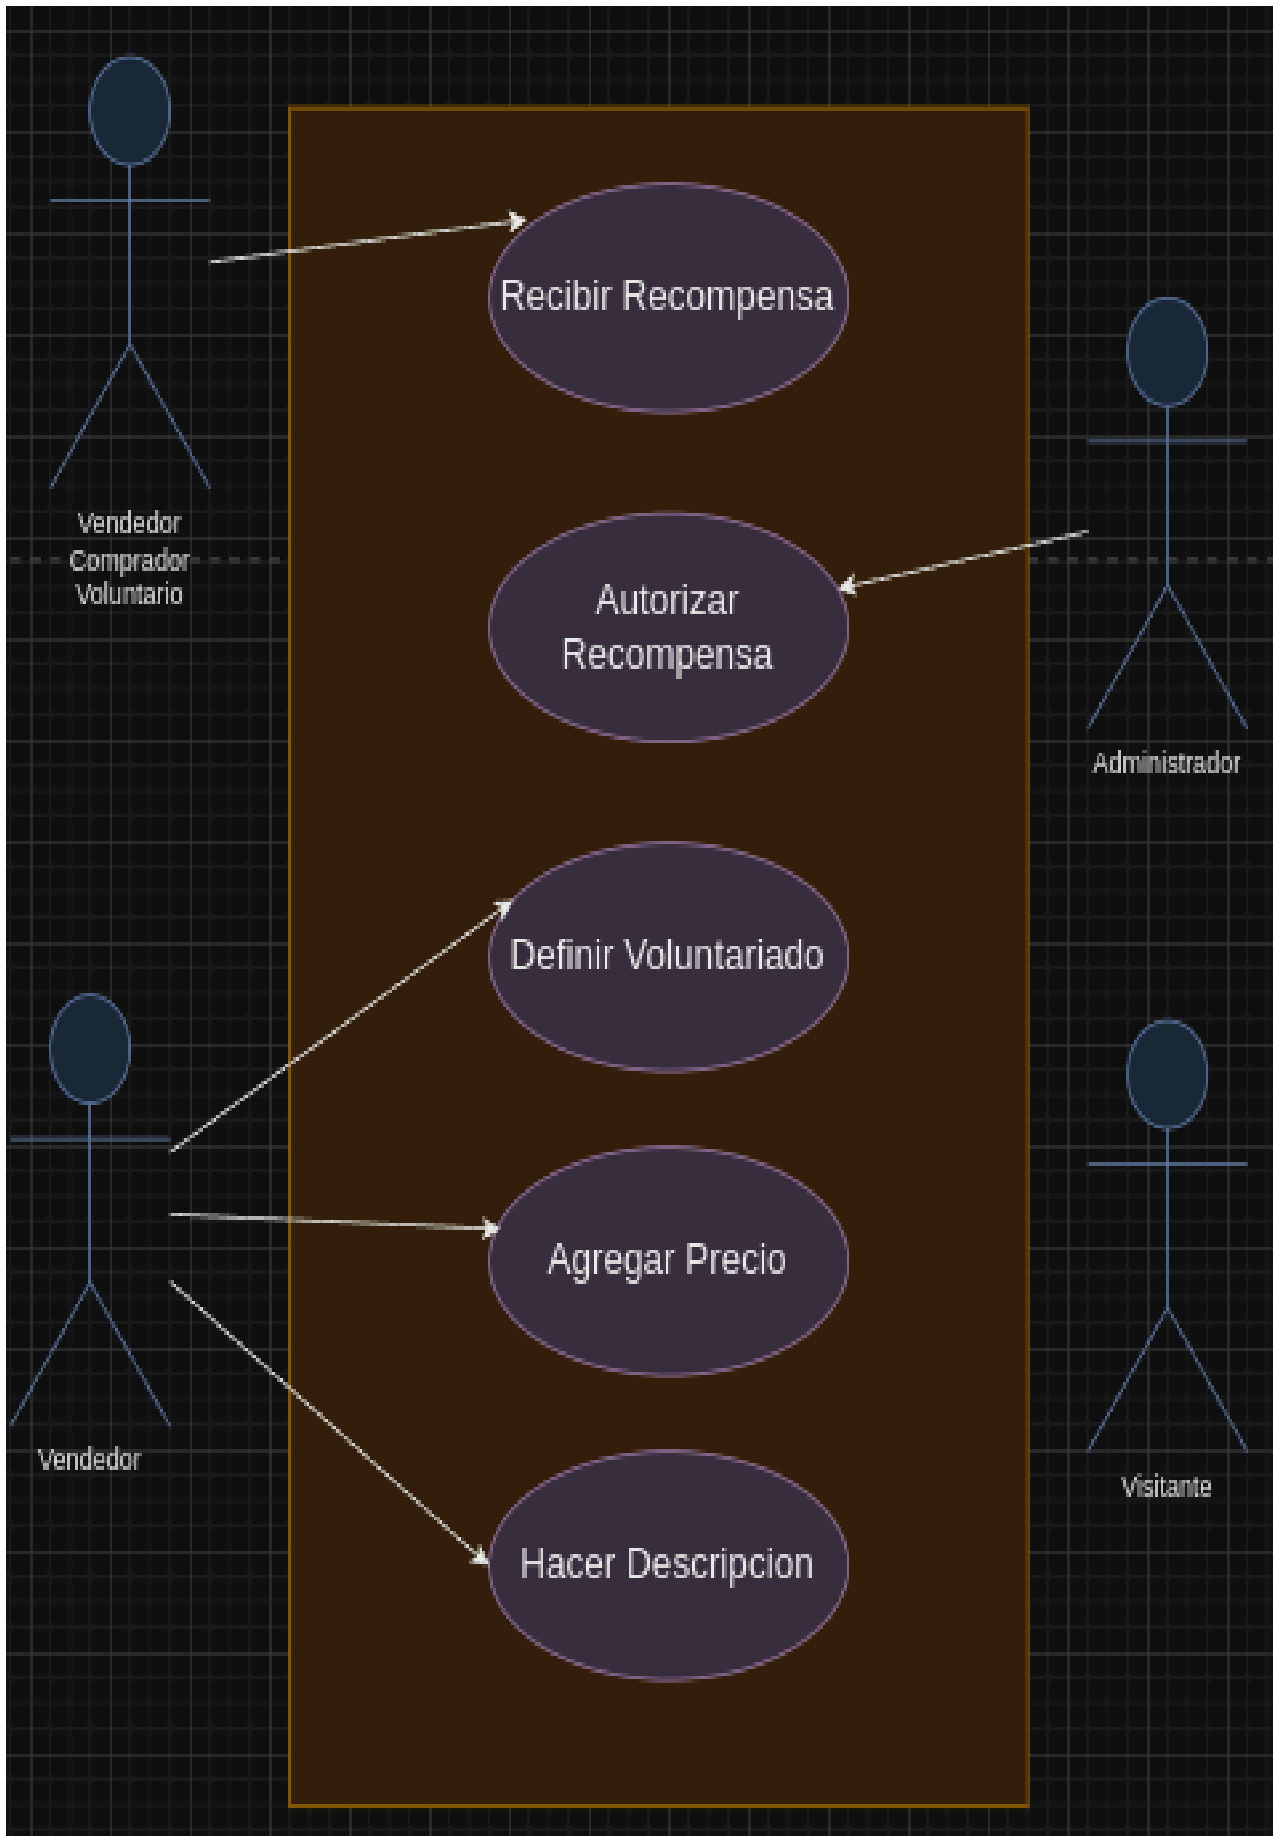 Recibir Recompensa
Vendedor
Comprador
Voluntario
Autorizar
Recompensa
Administrador
Definir Voluntariado
Agregar Precio
Vendedor
Visitante
Hacer Descripcion